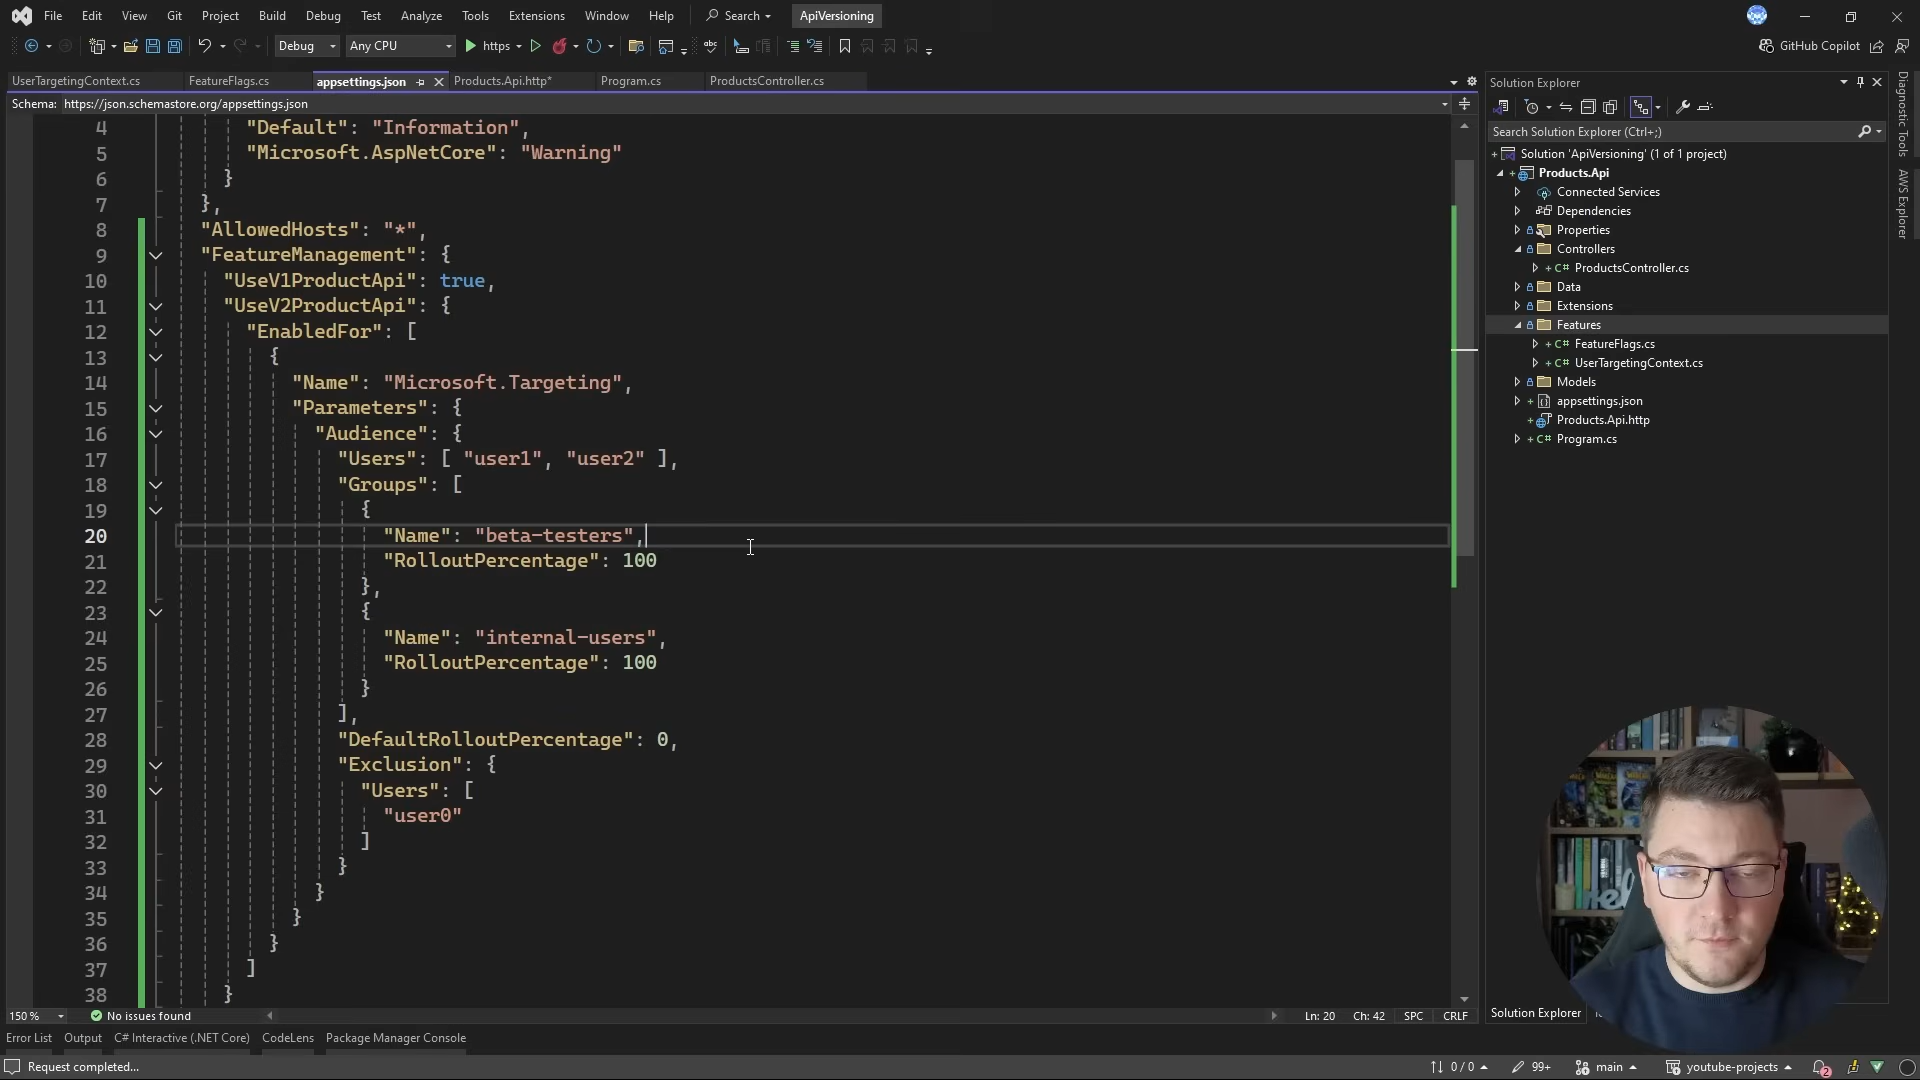 File Edit View Git Project Build Debug Test Analyze Tools Extensions Window Help Search ApiVersioning
Debug Any CPU https GitHub Copilot
UserTargetingContext.cs FeatureFlags.cs appsettings.json Products.Api.http* Program.cs ProductsController.cs
Schema: https://json.schemastore.org/appsettings.json
4 "Default": "Information",
5 "Microsoft.AspNetCore": "Warning"
6 }
7 },
8 "AllowedHosts": "*",
9 "FeatureManagement": {
10 "UseV1ProductApi": true,
11 "UseV2ProductApi": {
12 "EnabledFor": [
13 {
14 "Name": "Microsoft.Targeting",
15 "Parameters": {
16 "Audience": {
17 "Users": [ "user1", "user2" ],
18 "Groups": [
19 {
20 "Name": "beta-testers",
21 "RolloutPercentage": 100
22 },
23 {
24 "Name": "internal-users",
25 "RolloutPercentage": 100
26 }
27 ],
28 "DefaultRolloutPercentage": 0,
29 "Exclusion": {
30 "Users": [
31 "user0"
32 ]
33 }
34 }
35 }
36 }
37 ]
38 }
150 % No issues found Ln: 20 Ch: 42 SPC CRLF
Error List Output C# Interactive (.NET Core) CodeLens Package Manager Console
Request completed... 0 / 0 99+ main youtube-projects 2
Solution Explorer
Search Solution Explorer (Ctrl+;)
Solution 'ApiVersioning' (1 of 1 project)
Products.Api
Connected Services
Dependencies
Properties
Controllers
C# ProductsController.cs
Data
Extensions
Features
C# FeatureFlags.cs
C# UserTargetingContext.cs
Models
appsettings.json
Products.Api.http
C# Program.cs
Solution Explorer
Diagnostic Tools
AWS Explorer